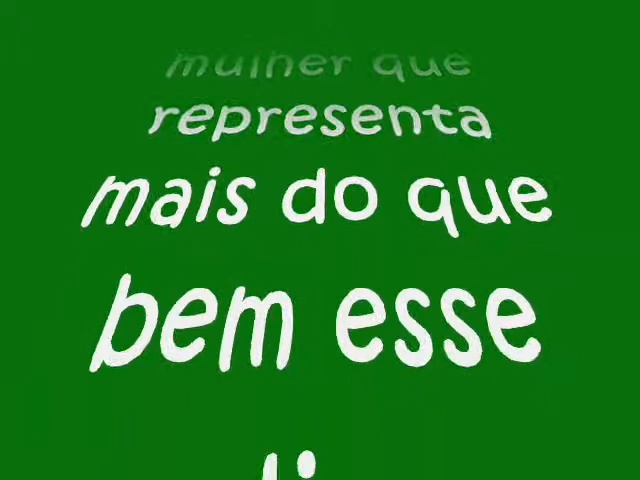 mulher que
representa
mais do que
bem esse